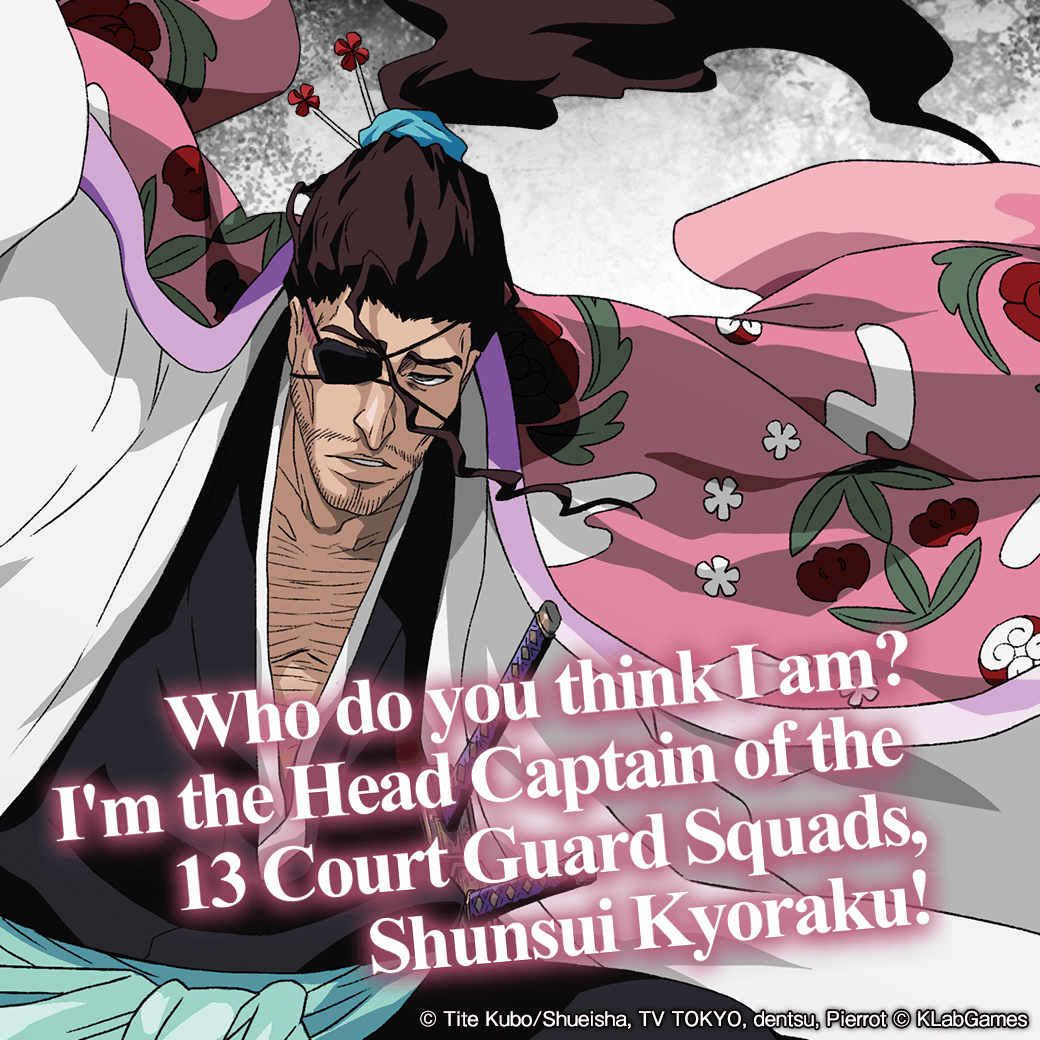 Who do you think I am?
I'm the Head Captain of the
13 Court Guard Squads,
Shunsui Kyoraku!
© Tite Kubo/Shueisha, TV TOKYO, dentsu, Pierrot © KLabGames